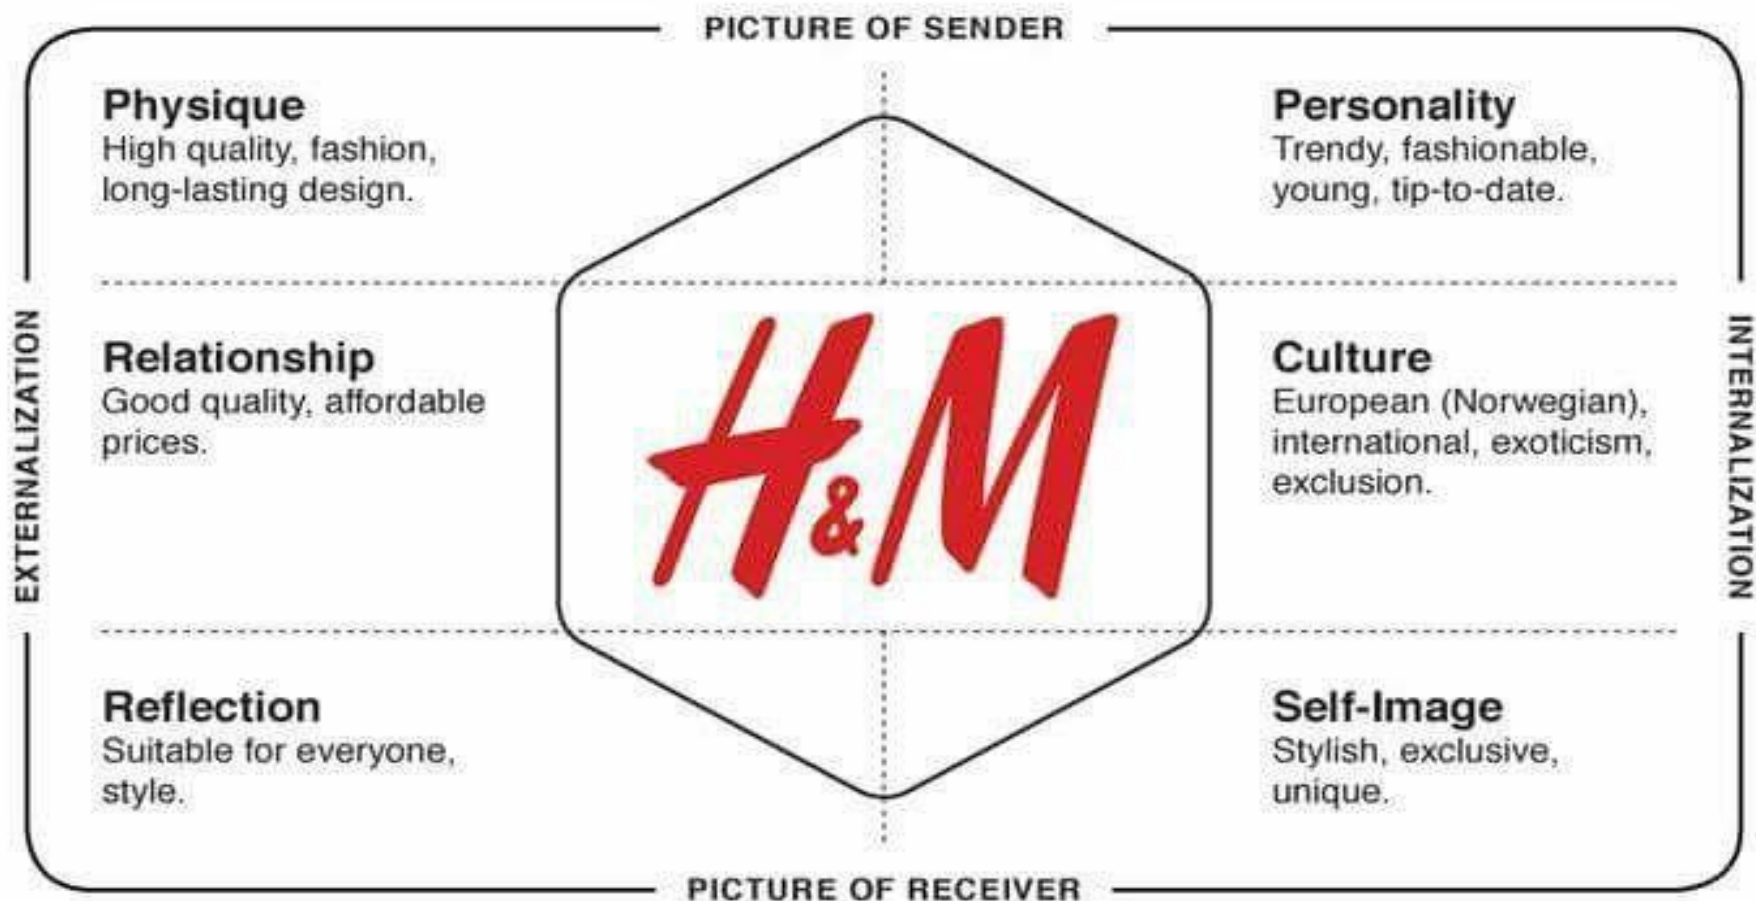 PICTURE OF SENDER
Physique
High quality, fashion,
long-lasting design.
Personality
Trendy, fashionable,
young, tip-to-date.
EXTERNALIZATION
Relationship
Good quality, affordable
prices.
H&M
Culture
European (Norwegian),
international, exoticism,
exclusion.
INTERNALIZATION
Reflection
Suitable for everyone,
style.
Self-Image
Stylish, exclusive,
unique.
PICTURE OF RECEIVER